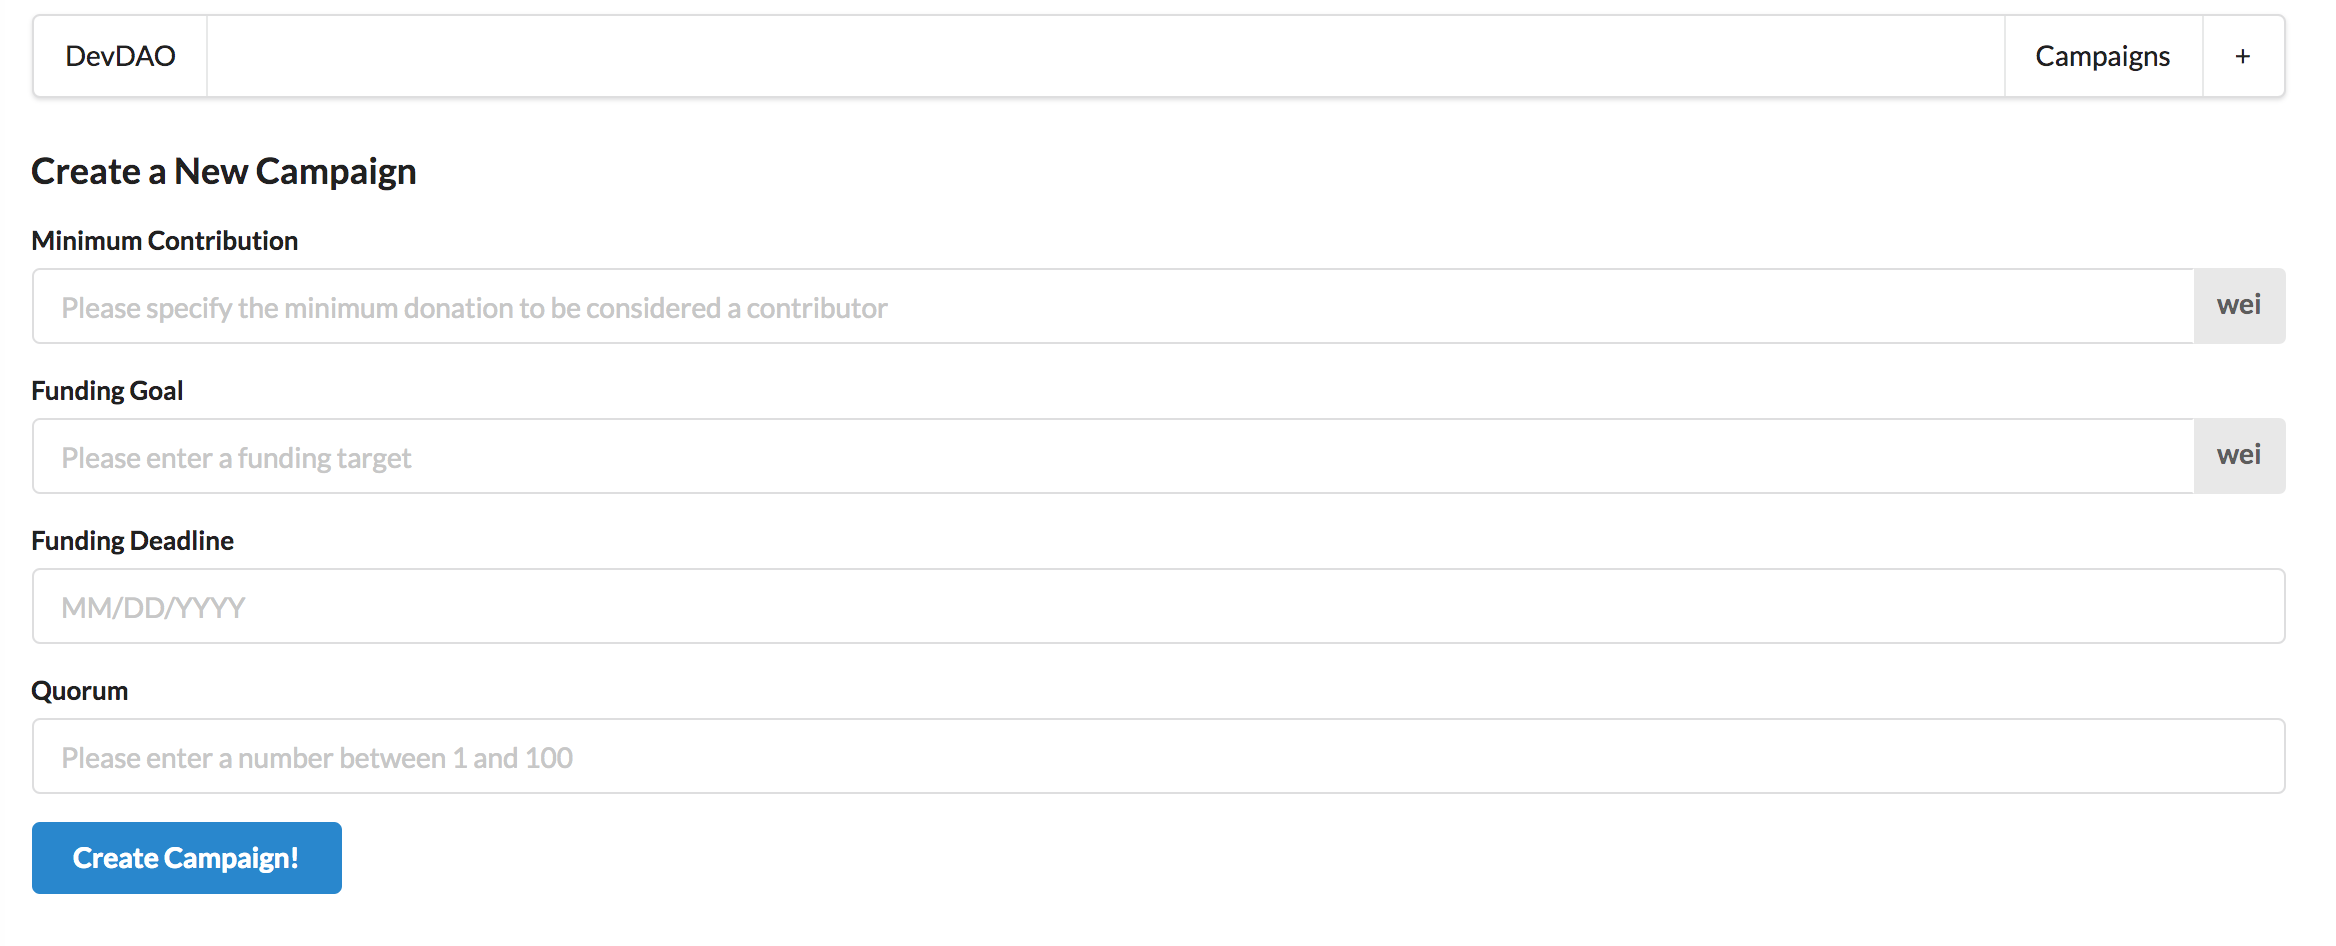 DevDAO Campaigns +
Create a New Campaign
Minimum Contribution
Please specify the minimum donation to be considered a contributor wei
Funding Goal
Please enter a funding target wei
Funding Deadline
MM/DD/YYYY
Quorum
Please enter a number between 1 and 100
Create Campaign!